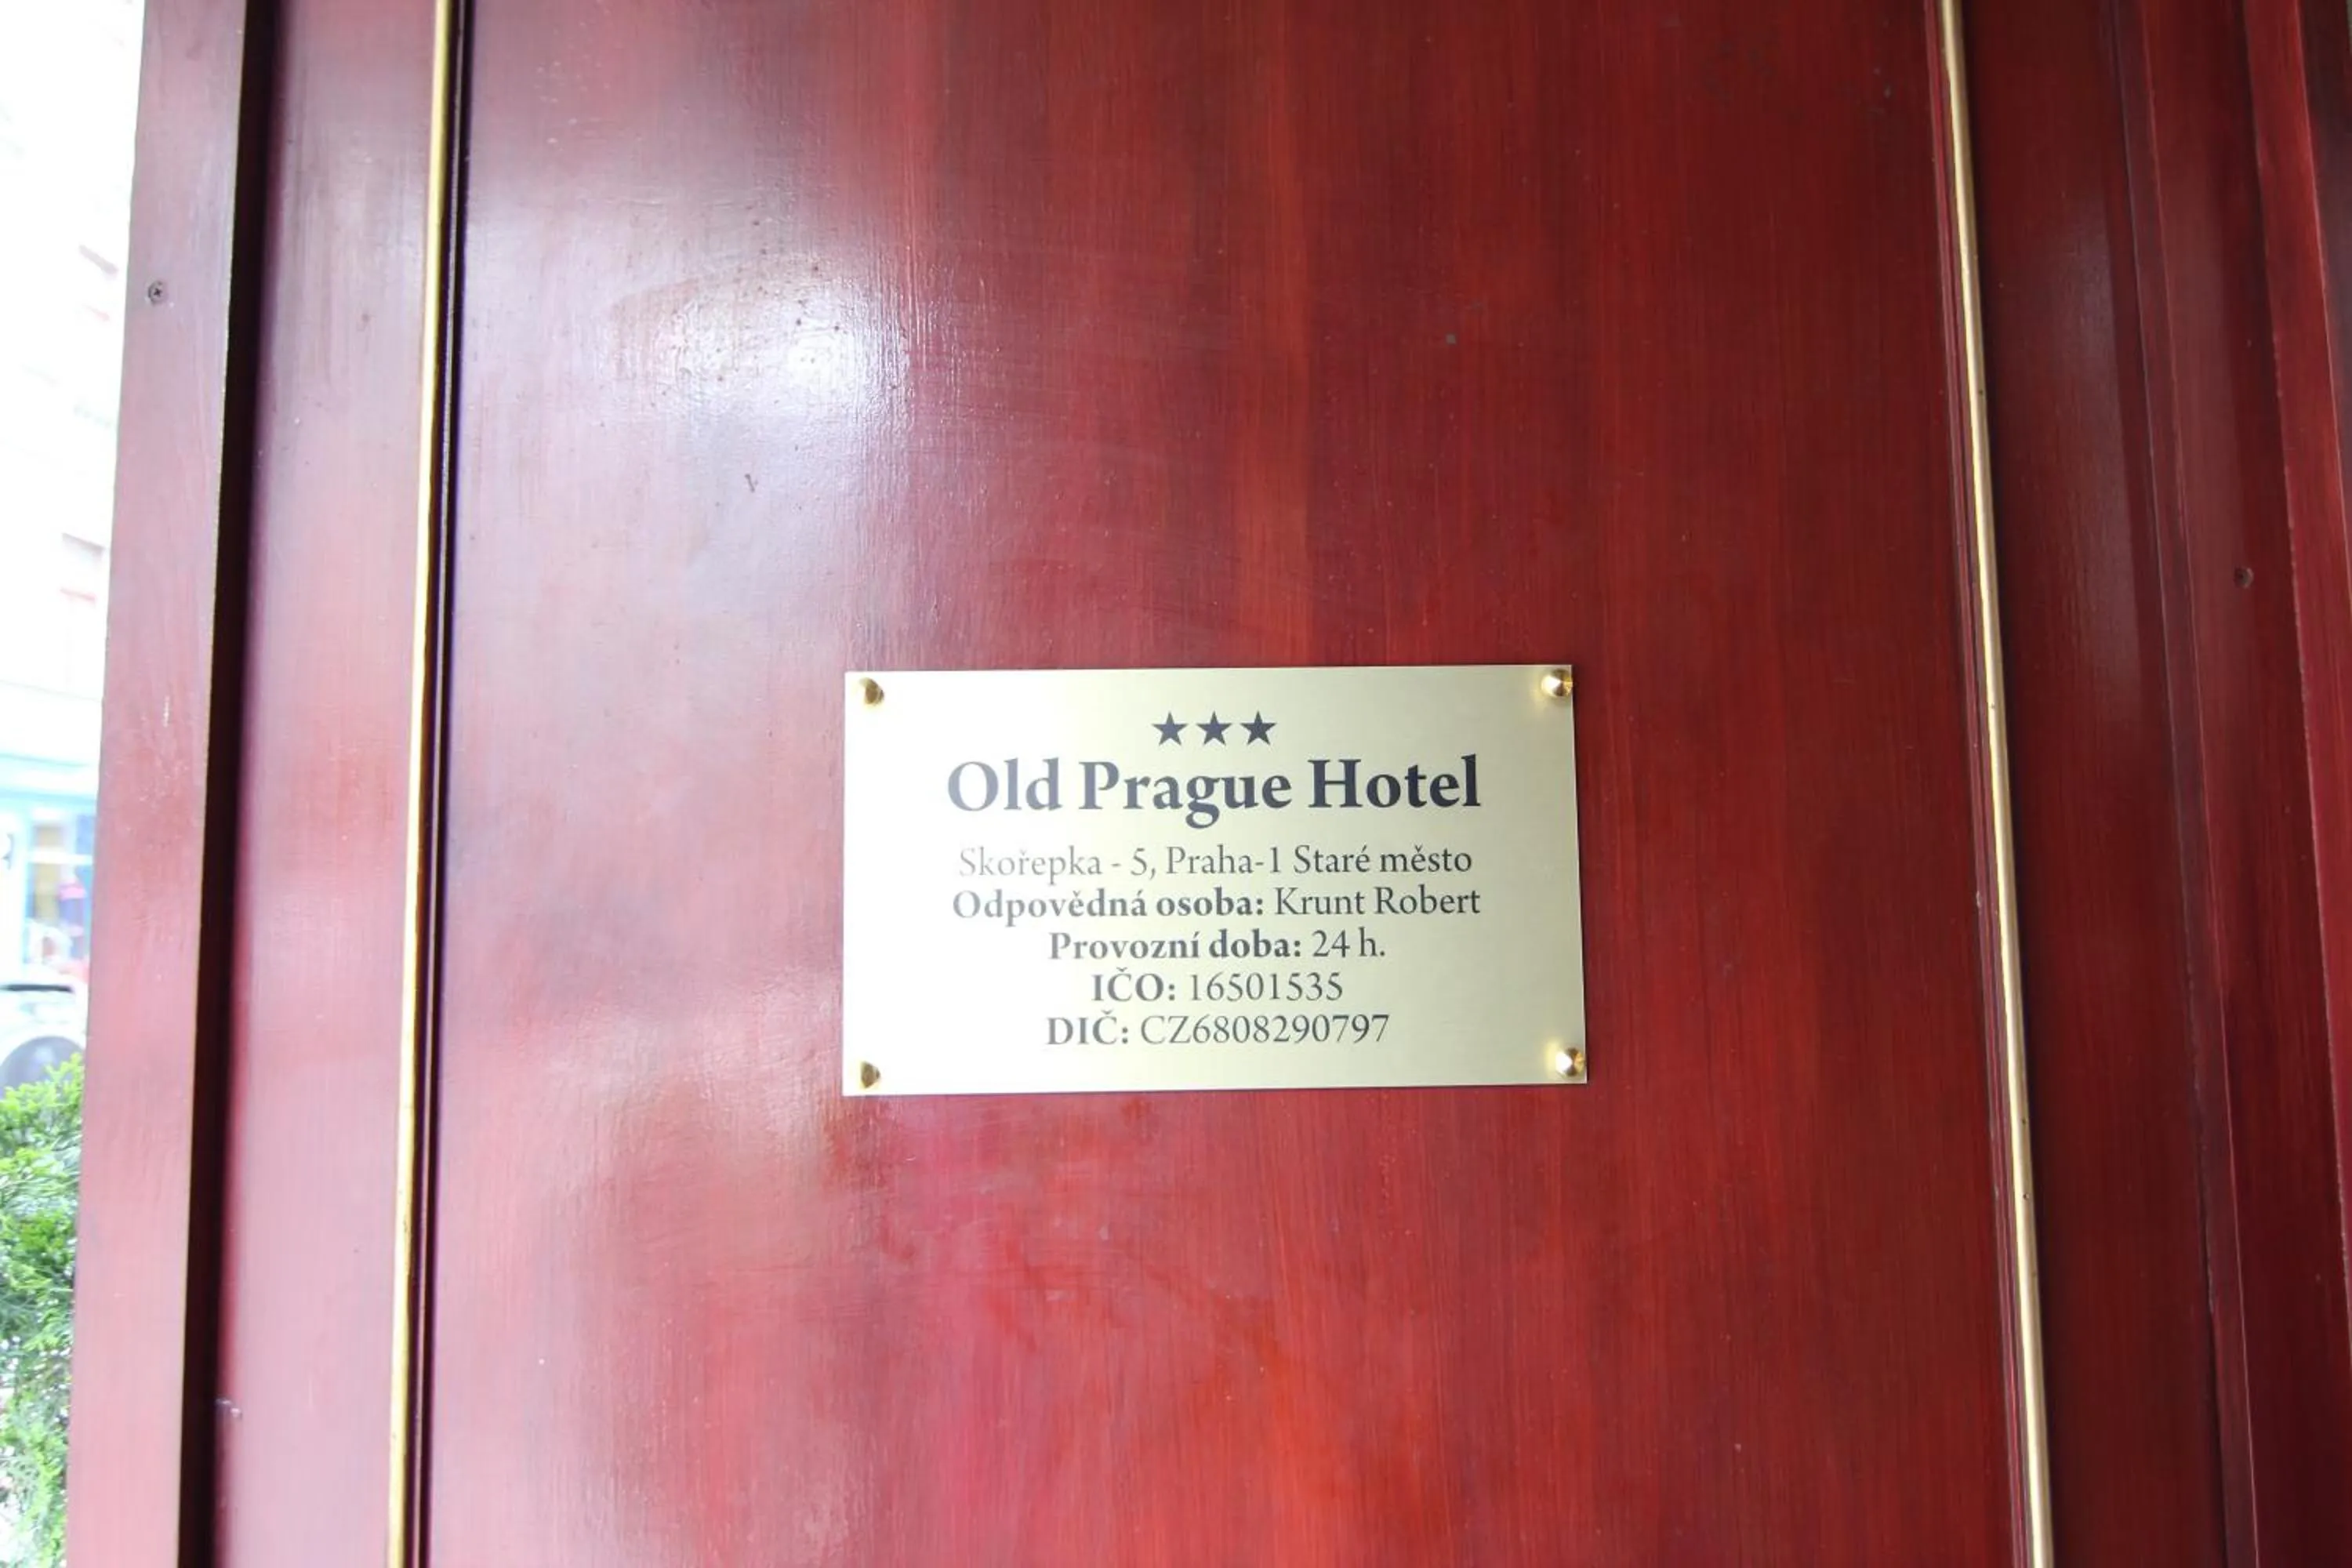 ★★★
Old Prague Hotel
Skořepka - 5, Praha-1 Staré město
Odpovědná osoba: Krunt Robert
Provozní doba: 24 h.
IČO: 16501535
DIČ: CZ6808290797